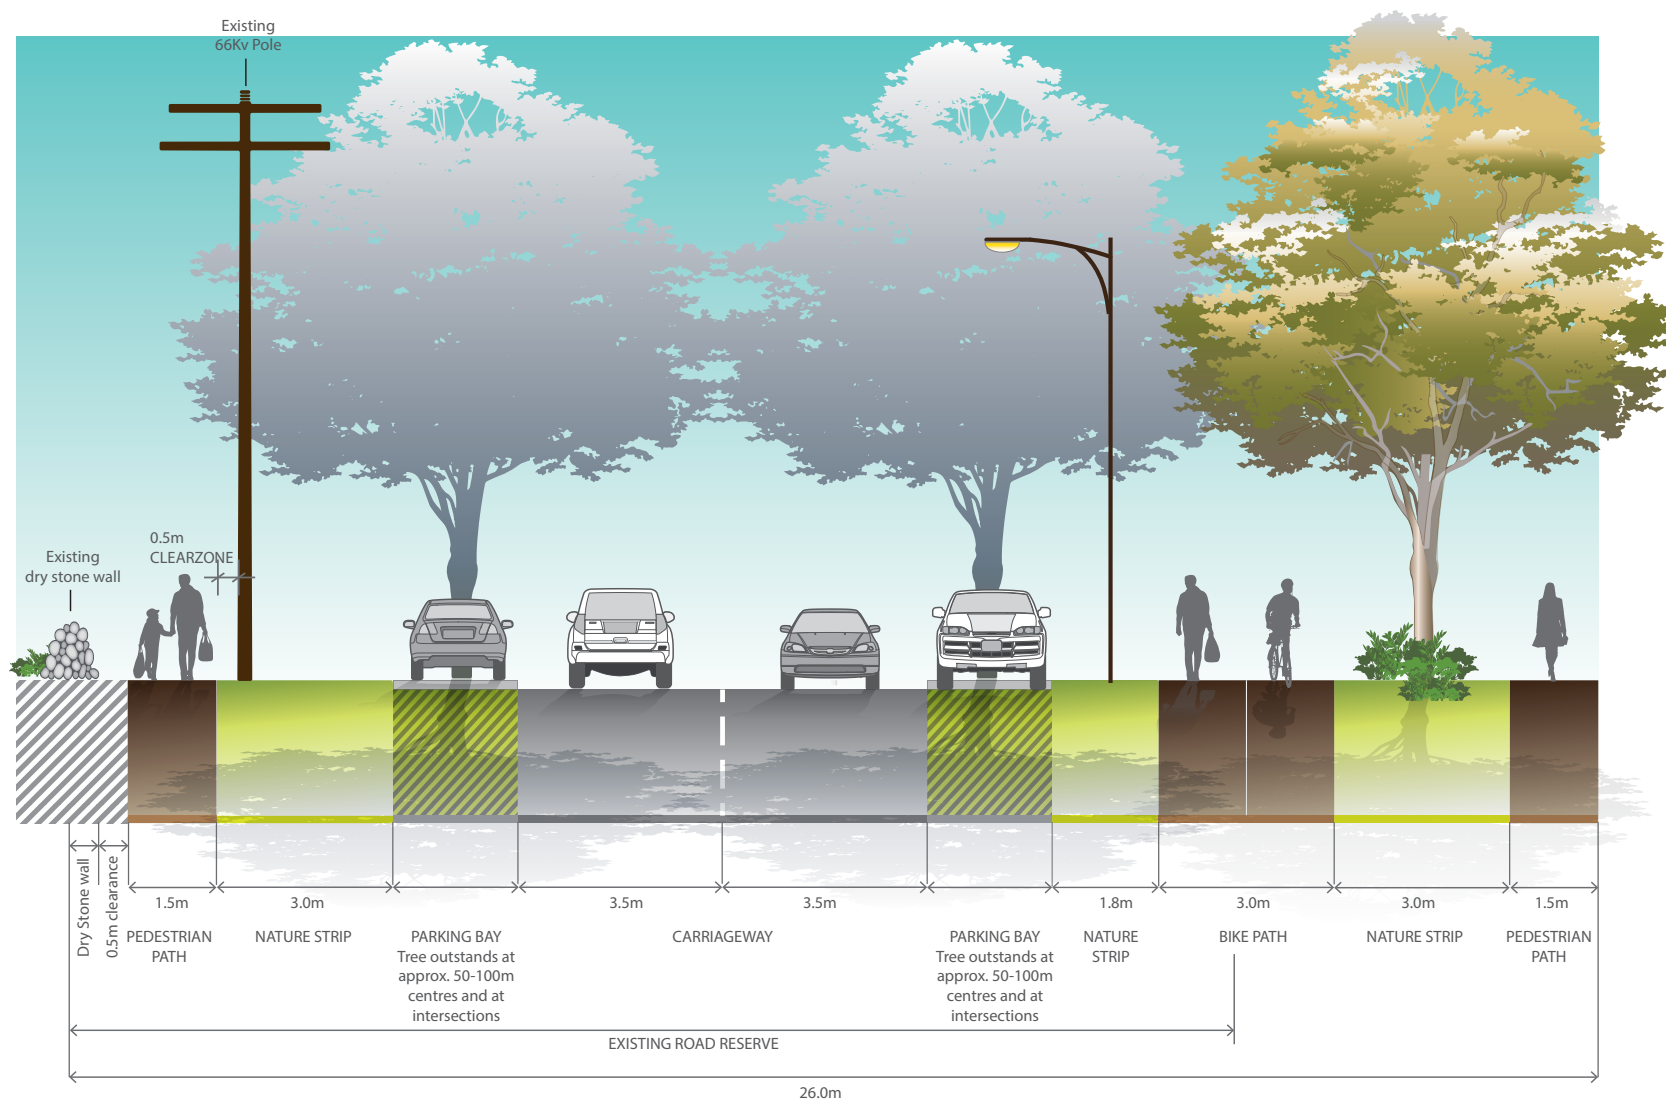 Existing
66Kv Pole
0.5m
CLEARZONE
Existing
dry stone wall
Dry Stone wall
0.5m clearance
1.5m
3.0m
3.5m
3.5m
1.8m
3.0m
3.0m
1.5m
PEDESTRIAN
PATH
NATURE STRIP
PARKING BAY
Tree outstands at
approx. 50-100m
centres and at
intersections
CARRIAGEWAY
PARKING BAY
Tree outstands at
approx. 50-100m
centres and at
intersections
NATURE
STRIP
BIKE PATH
NATURE STRIP
PEDESTRIAN
PATH
EXISTING ROAD RESERVE
26.0m